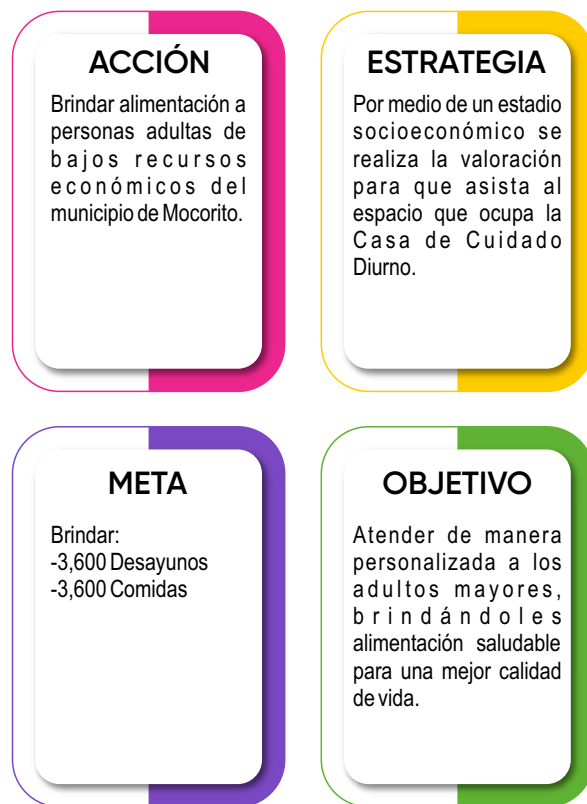 ACCIÓN
Brindar alimentación a
personas adultas de
bajos recursos
económicos del
municipio de Mocorito.
ESTRATEGIA
Por medio de un estadio
socioeconómico se
realiza la valoración
para que asista al
espacio que ocupa la
Casa de Cuidado
Diurno.
META
Brindar:
-3,600 Desayunos
-3,600 Comidas
OBJETIVO
Atender de manera
personalizada a los
adultos mayores,
brindándoles
alimentación saludable
para una mejor calidad
de vida.